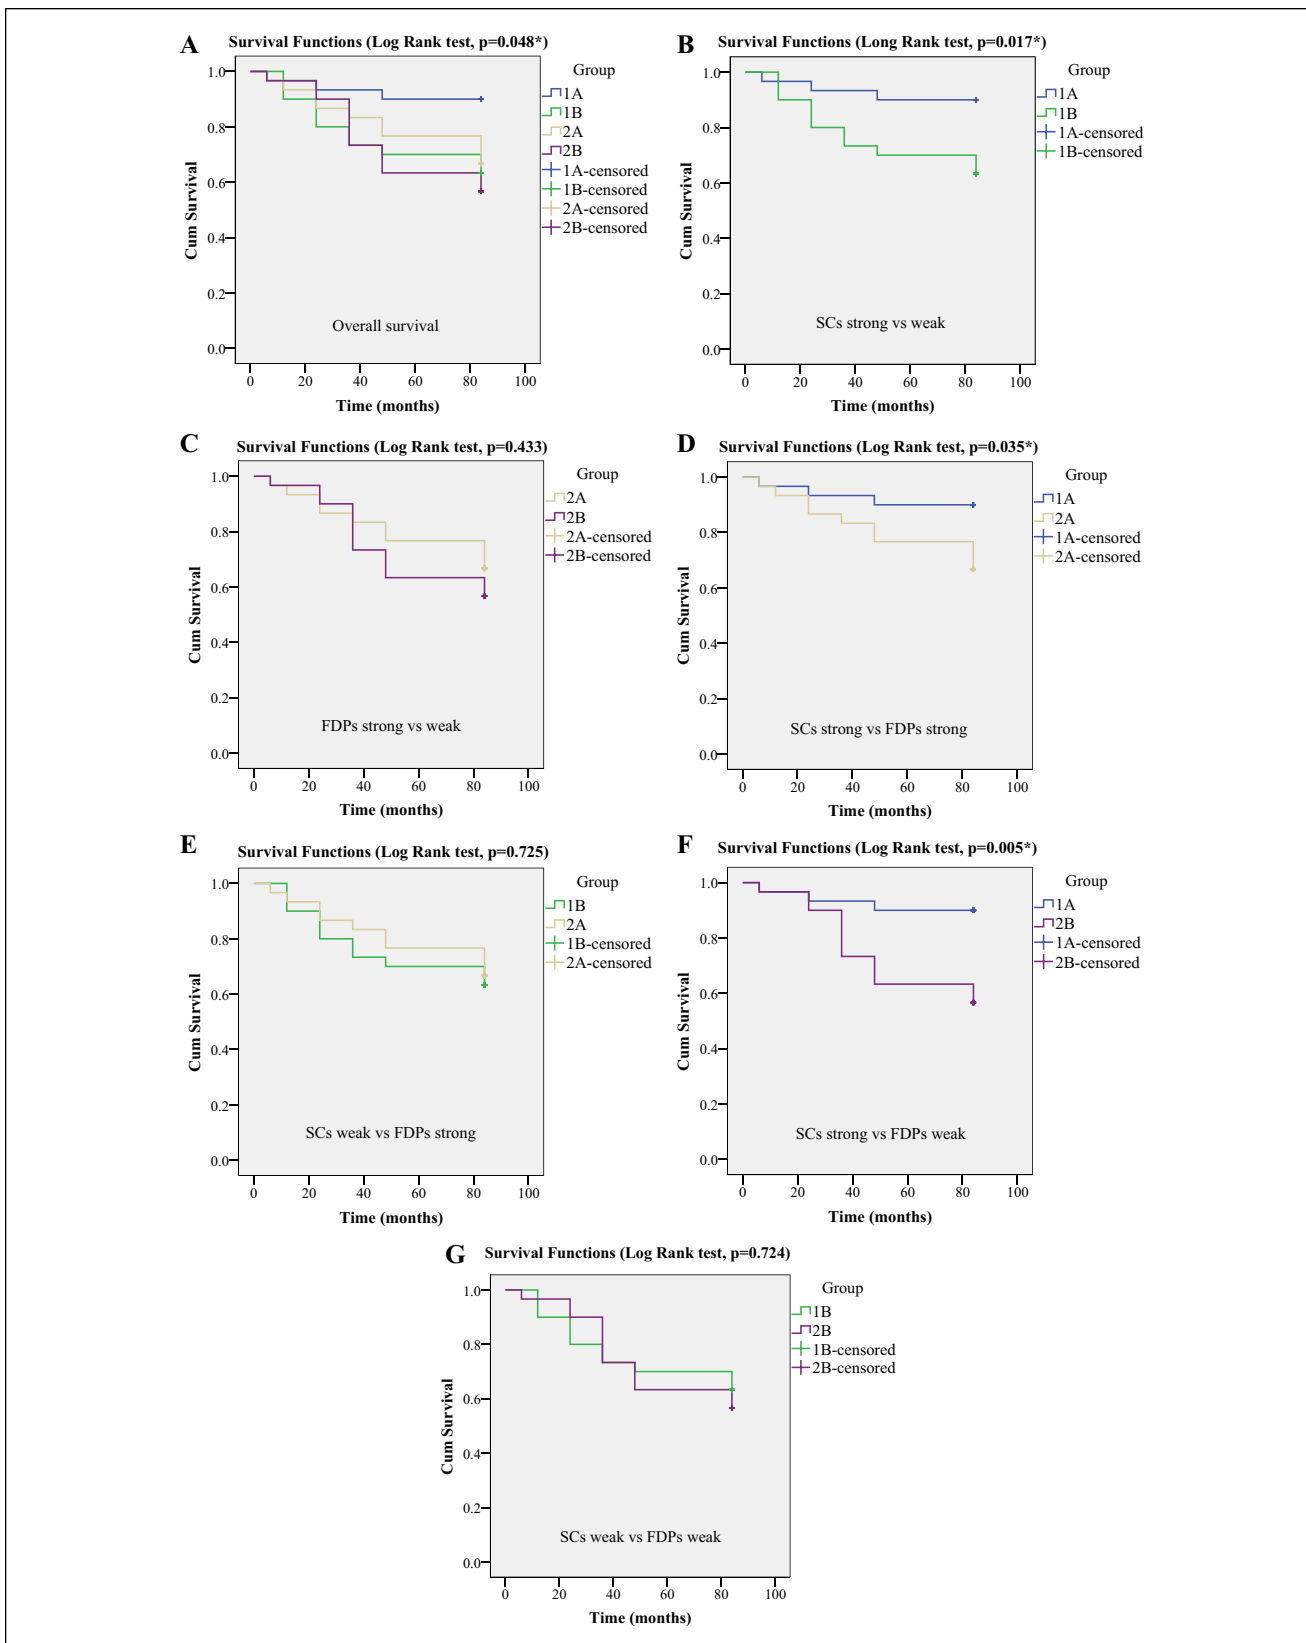 A Survival Functions (Log Rank test, p=0.048*)
Group
1A
1B
2A
2B
1A-censored
1B-censored
2A-censored
2B-censored
Cum Survival
1.0
0.8
0.6
0.4
0.2
0.0
Overall survival
0 20 40 60 80 100
Time (months)
B Survival Functions (Long Rank test, p=0.017*)
Group
1A
1B
1A-censored
1B-censored
Cum Survival
1.0
0.8
0.6
0.4
0.2
0.0
SCs strong vs weak
0 20 40 60 80 100
Time (months)
C Survival Functions (Log Rank test, p=0.433)
Group
2A
2B
2A-censored
2B-censored
Cum Survival
1.0
0.8
0.6
0.4
0.2
0.0
FDPs strong vs weak
0 20 40 60 80 100
Time (months)
D Survival Functions (Log Rank test, p=0.035*)
Group
1A
2A
1A-censored
2A-censored
Cum Survival
1.0
0.8
0.6
0.4
0.2
0.0
SCs strong vs FDPs strong
0 20 40 60 80 100
Time (months)
E Survival Functions (Log Rank test, p=0.725)
Group
1B
2A
1B-censored
2A-censored
Cum Survival
1.0
0.8
0.6
0.4
0.2
0.0
SCs weak vs FDPs strong
0 20 40 60 80 100
Time (months)
F Survival Functions (Log Rank test, p=0.005*)
Group
1A
2B
1A-censored
2B-censored
Cum Survival
1.0
0.8
0.6
0.4
0.2
0.0
SCs strong vs FDPs weak
0 20 40 60 80 100
Time (months)
G Survival Functions (Log Rank test, p=0.724)
Group
1B
2B
1B-censored
2B-censored
Cum Survival
1.0
0.8
0.6
0.4
0.2
0.0
SCs weak vs FDPs weak
0 20 40 60 80 100
Time (months)